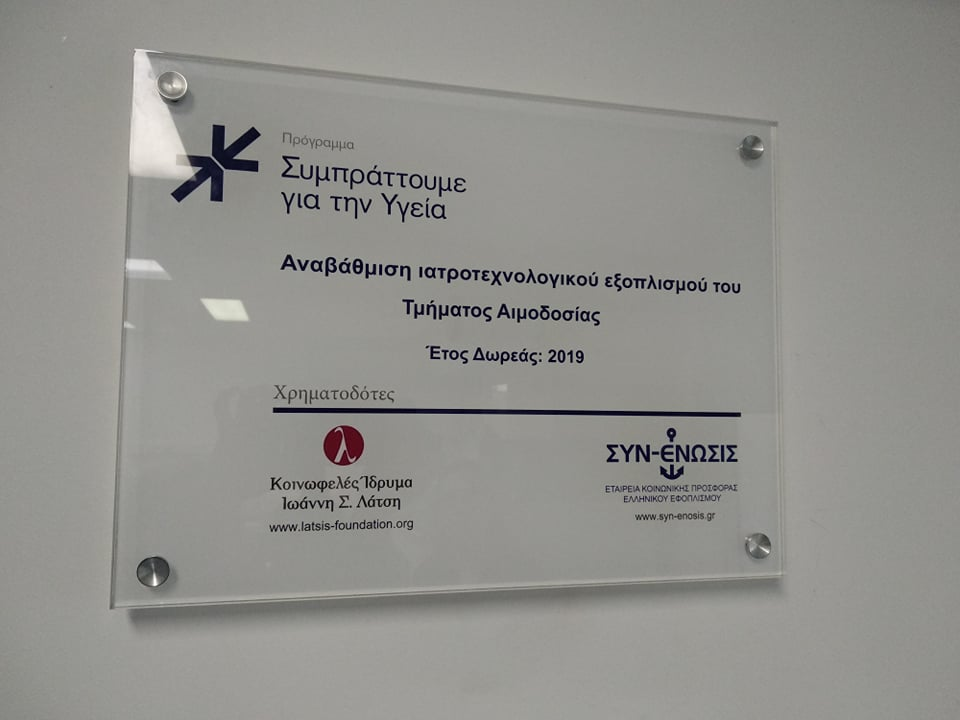 Πρόγραμμα
Συμπράττουμε
για την Υγεία
Αναβάθμιση ιατροτεχνολογικού εξοπλισμού του
Τμήματος Αιμοδοσίας
Έτος Δωρεάς: 2019
Χρηματοδότες
λ
Κοινωφελές Ίδρυμα
Ιωάννη Σ. Λάτση
www.latsis-foundation.org
ΣΥΝ-ΕΝΩΣΙΣ
ΕΤΑΙΡΕΙΑ ΚΟΙΝΩΝΙΚΗΣ ΠΡΟΣΦΟΡΑΣ
ΕΛΛΗΝΙΚΟΥ ΕΦΟΠΛΙΣΜΟΥ
www.syn-enosis.gr